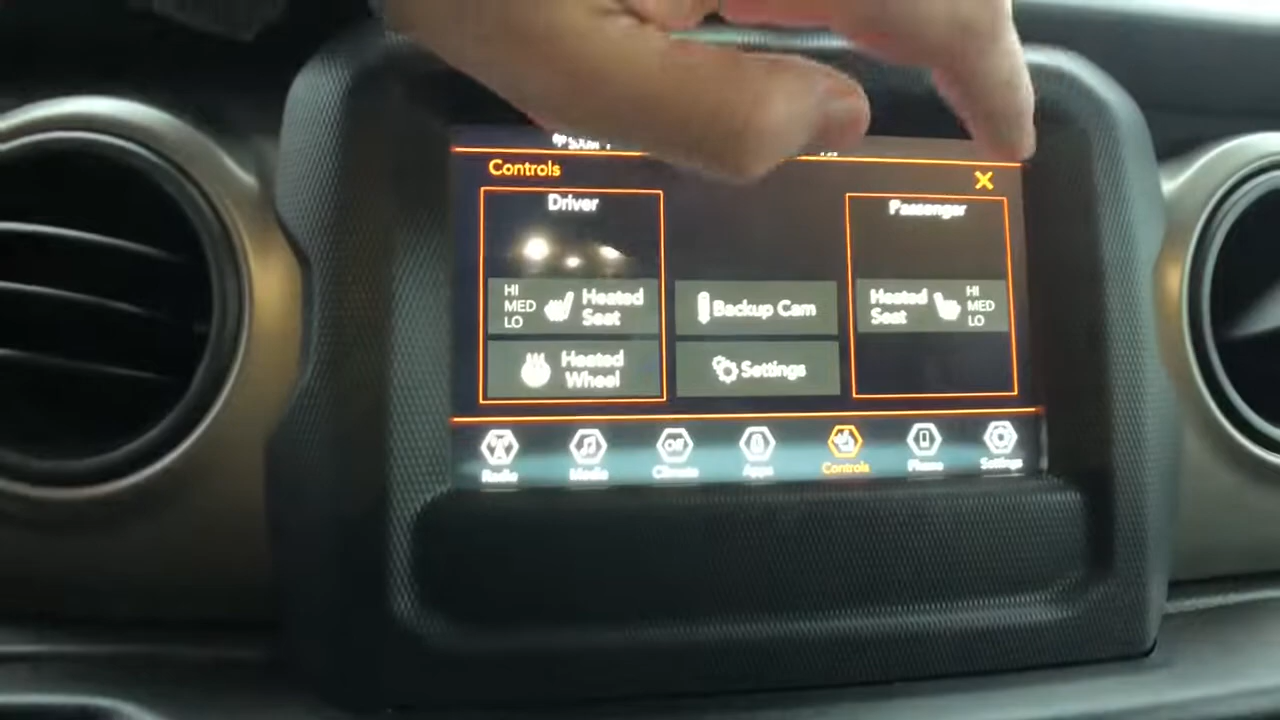 Controls
X
Driver
Passenger
HI
MED
LO
Heated
Seat
Backup Cam
Heated
Seat
HI
MED
LO
Heated
Wheel
Settings
Radio
Media
Off
Climate
Apps
Controls
Phone
Settings